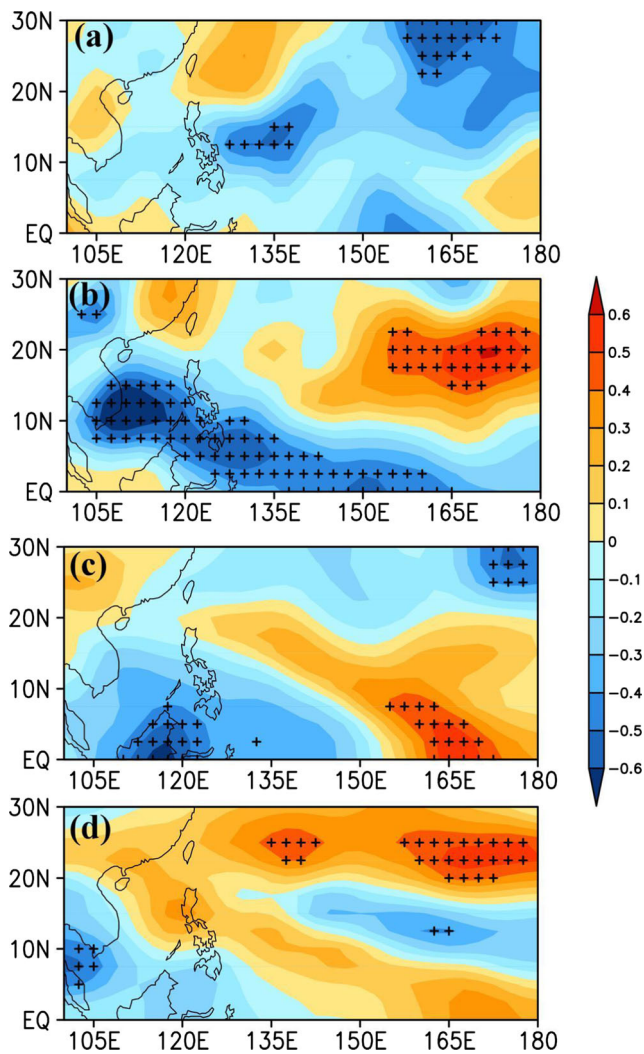 (a)
30N
20N
10N
EQ
105E 120E 135E 150E 165E 180
(b)
30N
20N
10N
EQ
105E 120E 135E 150E 165E 180
(c)
30N
20N
10N
EQ
105E 120E 135E 150E 165E 180
(d)
30N
20N
10N
EQ
105E 120E 135E 150E 165E 180
0.6
0.5
0.4
0.3
0.2
0.1
0
-0.1
-0.2
-0.3
-0.4
-0.5
-0.6